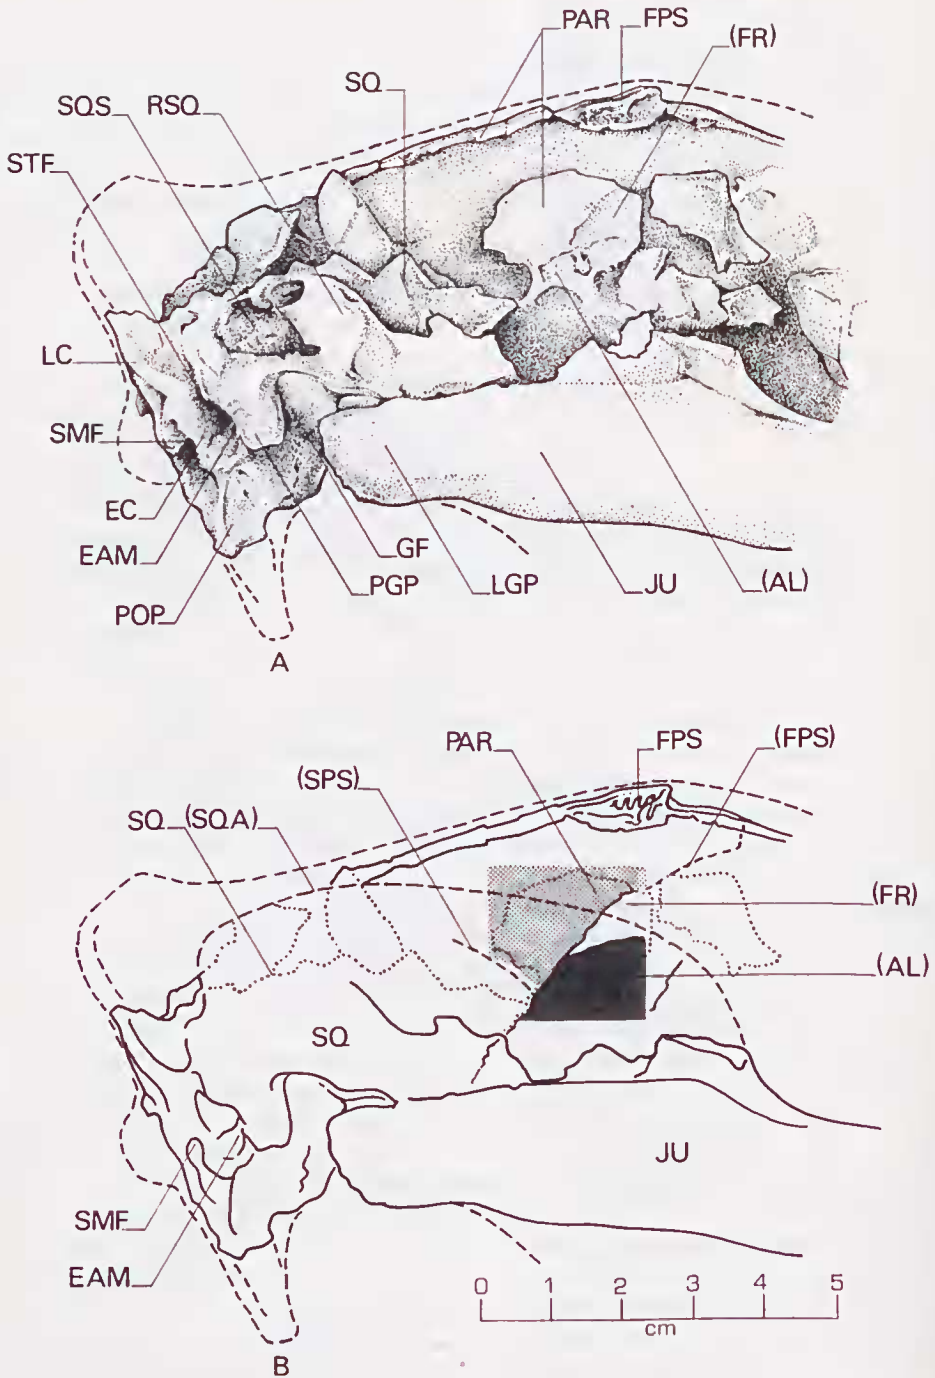 PAR FPS (FR)
SQ
SQS RSQ
STF
LC
SMF
EC
EAM
POP
GF
PGP LGP JU (AL)
A
PAR FPS (FPS)
(SPS)
SQ (SQA)
(FR)
(AL)
SQ
JU
SMF
EAM
0 1 2 3 4 5
cm
B